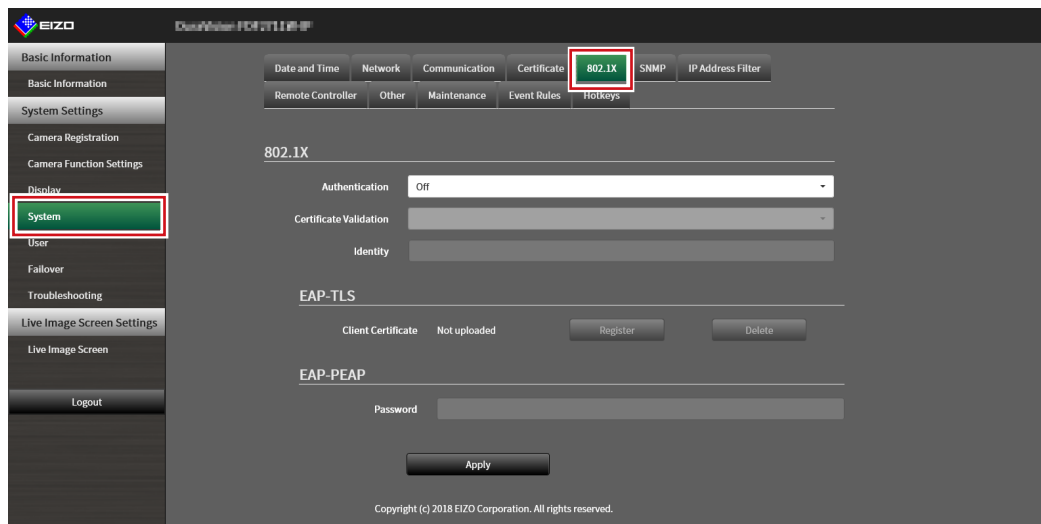 EIZO
Basic Information
Basic Information
System Settings
Camera Registration
Camera Function Settings
Display
System
User
Failover
Troubleshooting
Live Image Screen Settings
Live Image Screen
Logout
Date and Time Network Communication Certificate 802.1X SNMP IP Address Filter
Remote Controller Other Maintenance Event Rules Hotkeys
802.1X
Authentication Off
Certificate Validation
Identity
EAP-TLS
Client Certificate Not uploaded Register Delete
EAP-PEAP
Password
Apply
Copyright (c) 2018 EIZO Corporation. All rights reserved.